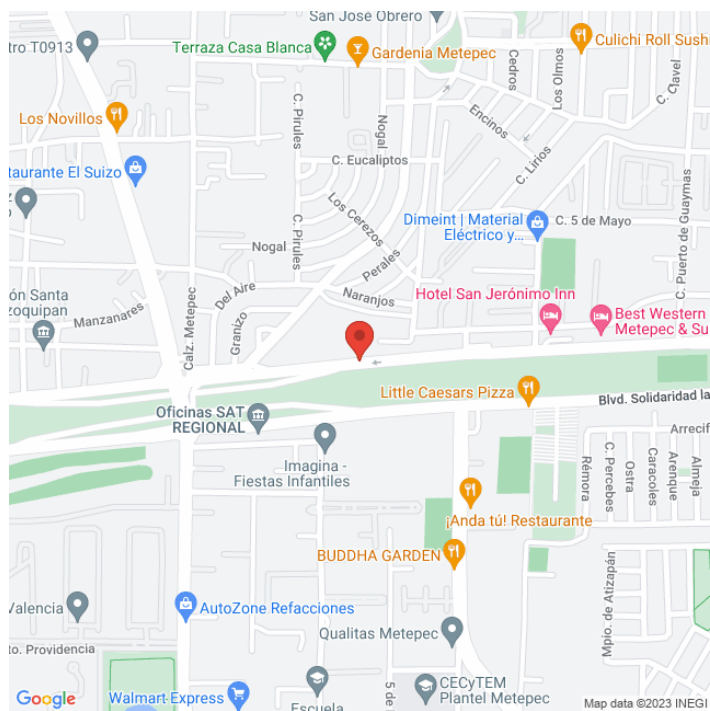 San José Obrero
tro T0913
Terraza Casa Blanca
Gardenia Metepec
Culichi Roll Sushi
Cedros
Los Olmos
C. Clavel
Los Novillos
C. Pirules
Nogal
Encinos
C. Lirios
C. Eucaliptos
taurante El Suizo
Los Cerezos
Dimeint | Material
Eléctrico y...
C. 5 de Mayo
C. Pirules
Nogal
Perales
C. Puerto de Guaymas
Del Aire
Naranjos
Hotel San Jerónimo Inn
ón Santa
zoquipan
Manzanares
Calz. Metepec
Granizo
Best Western
Metepec & Su
Little Caesars Pizza
Blvd. Solidaridad la
Oficinas SAT
REGIONAL
Arrecif
Imagina -
Fiestas Infantiles
Rémora
C. Percebes
Ostra
Caracoles
Arenque
Almeja
¡Anda tú! Restaurante
BUDDHA GARDEN
Mpio. de Atizapán
Valencia
AutoZone Refacciones
Qualitas Metepec
to. Providencia
5 de
CECyTEM
Plantel Metepec
Walmart Express
Escuela
Google
Map data ©2023 INEGI